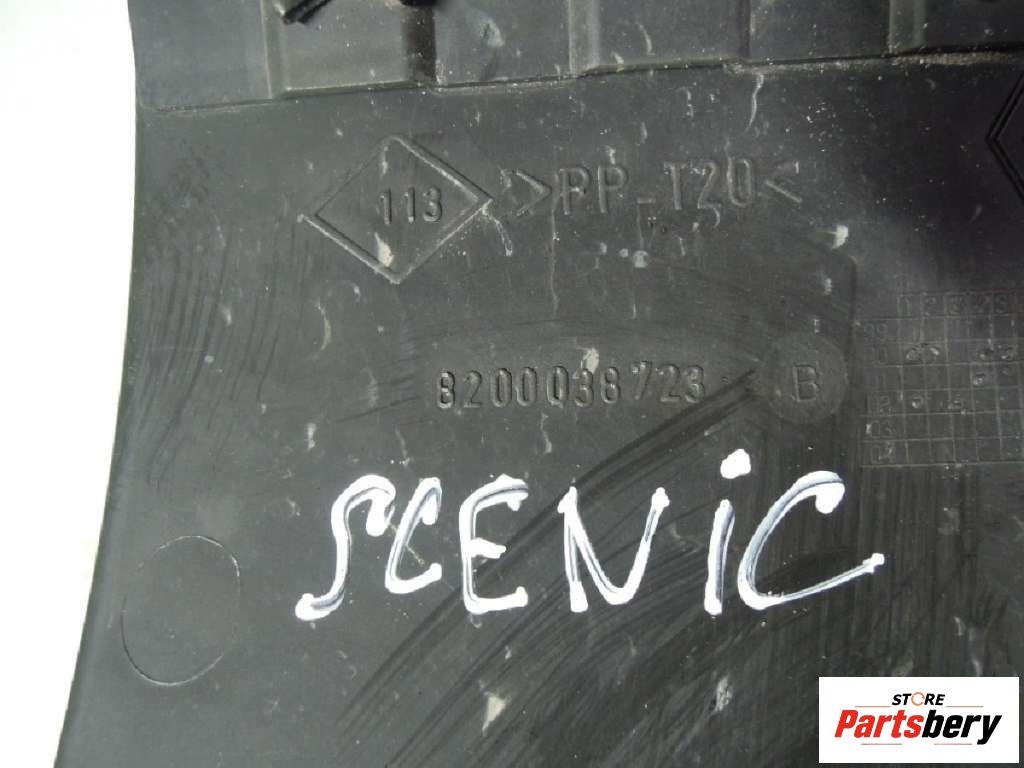 113
>PP-T20<
8200038723
B
SCENIC
STORE
Partsbery